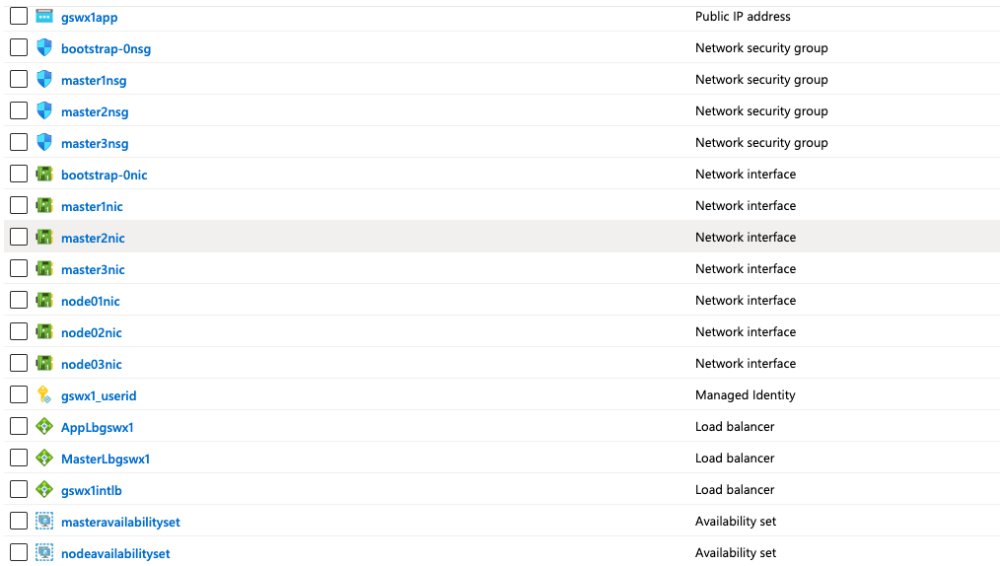 gswx1app Public IP address
bootstrap-0nsg Network security group
master1nsg Network security group
master2nsg Network security group
master3nsg Network security group
bootstrap-0nic Network interface
master1nic Network interface
master2nic Network interface
master3nic Network interface
node01nic Network interface
node02nic Network interface
node03nic Network interface
gswx1_userid Managed Identity
AppLbgswx1 Load balancer
MasterLbgswx1 Load balancer
gswx1intlb Load balancer
masteravailabilityset Availability set
nodeavailabilityset Availability set